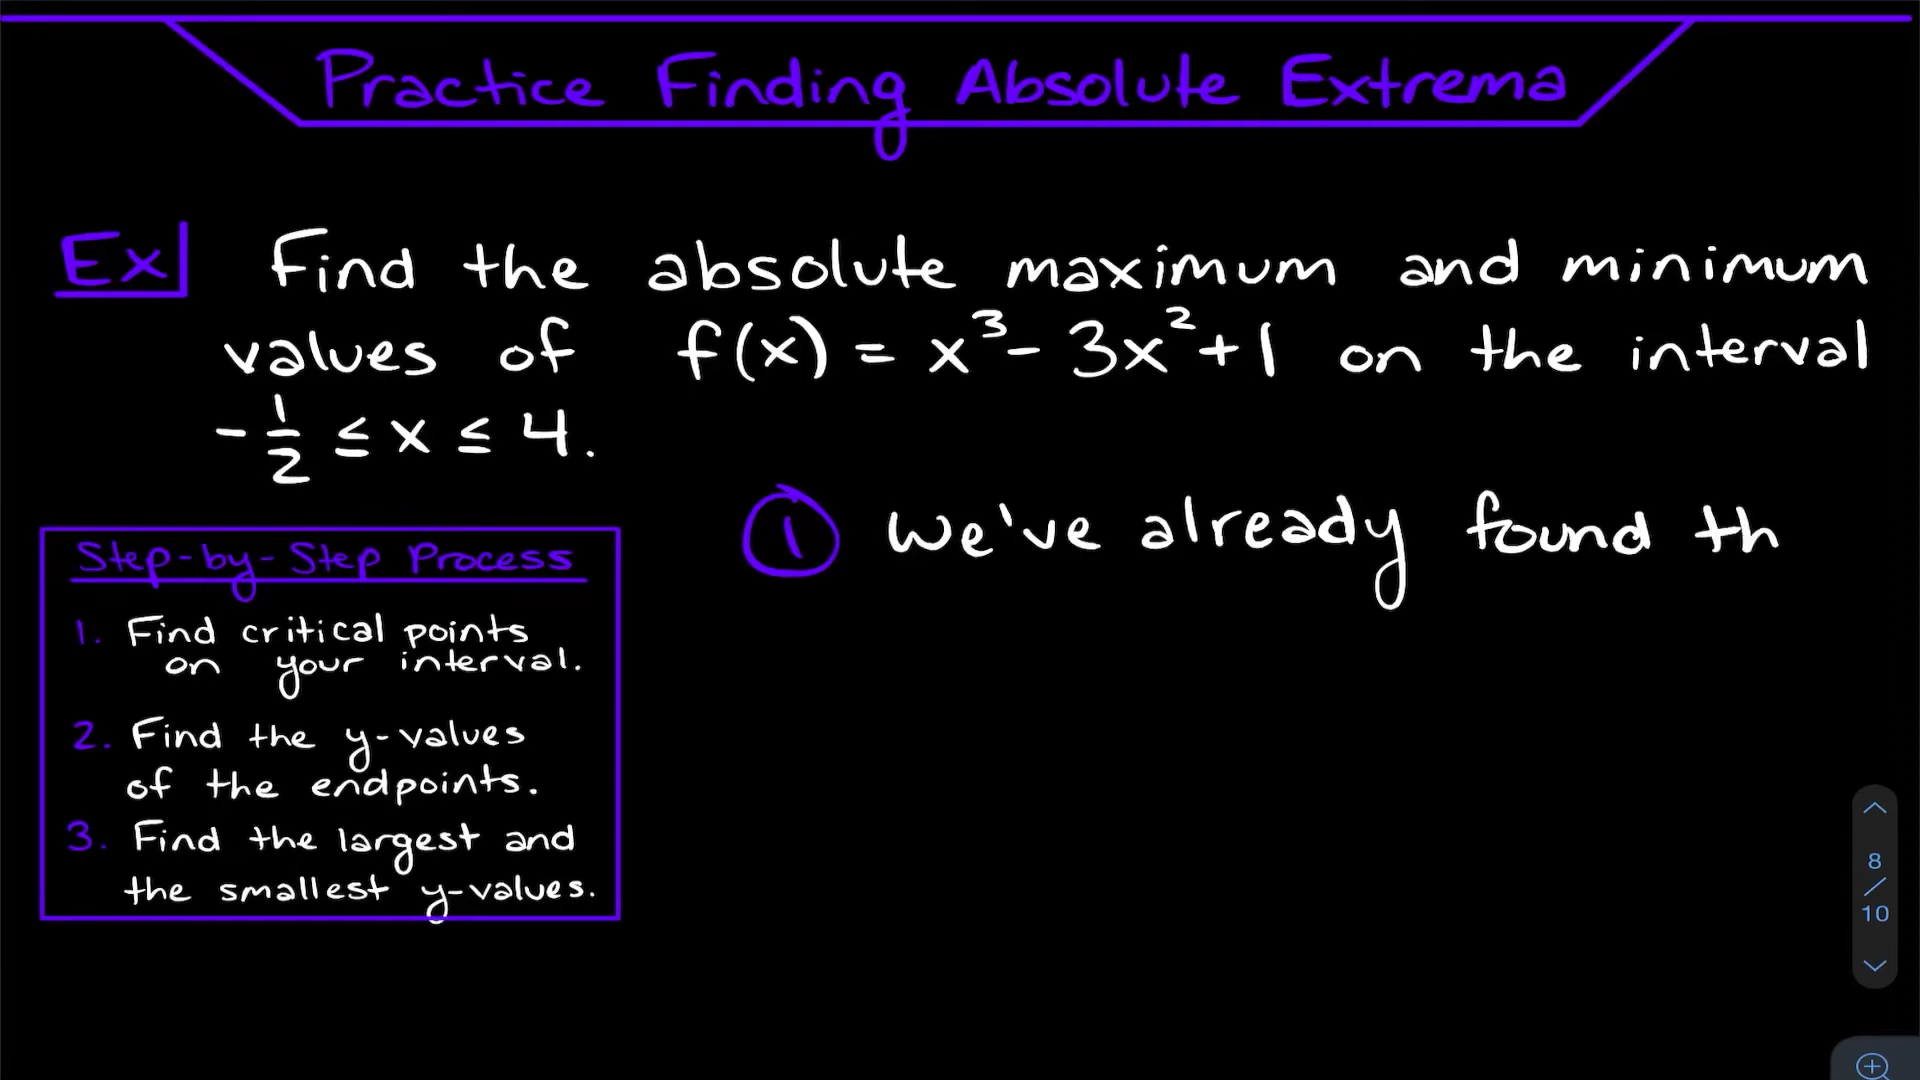 Practice Finding Absolute Extrema
Ex Find the absolute maximum and minimum
values of f(x) = x³ - 3x² + 1 on the interval
-1/2 ≤ x ≤ 4.
① We've already found th
Step-by-Step Process
1. Find critical points
on your interval.
2. Find the y-values
of the endpoints.
3. Find the largest and
the smallest y-values.
8
/
10